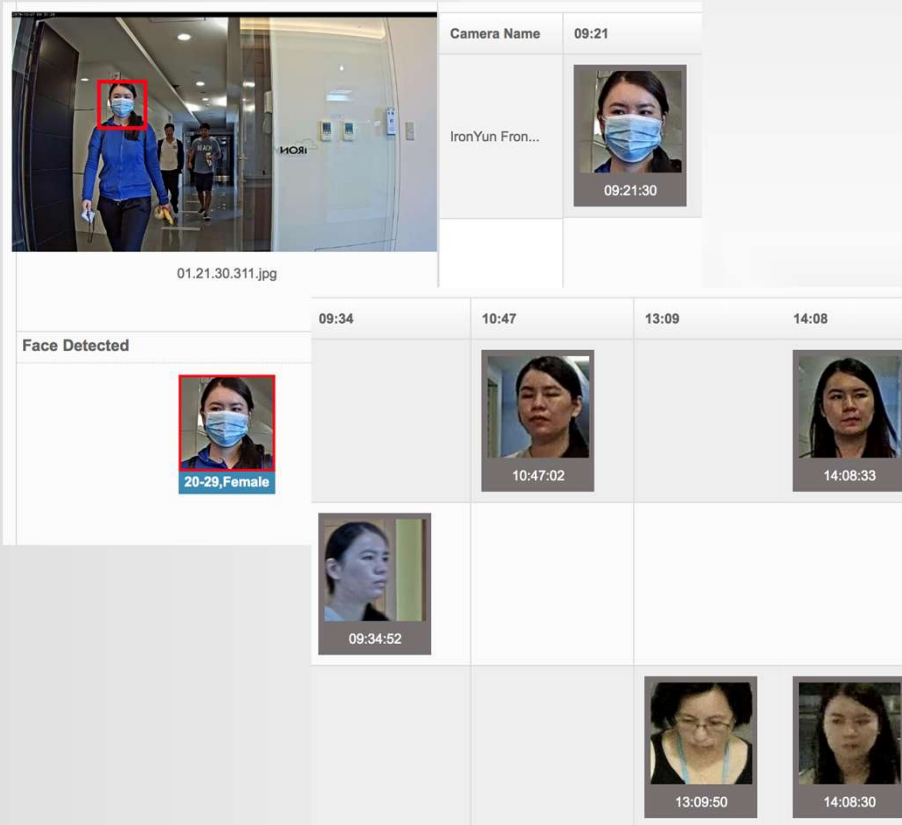 Camera Name
09:21
BEACH
IRON
IronYun Fron...
09:21:30
01.21.30.311.jpg
09:34
10:47
13:09
14:08
Face Detected
10:47:02
14:08:33
20-29,Female
09:34:52
13:09:50
14:08:30